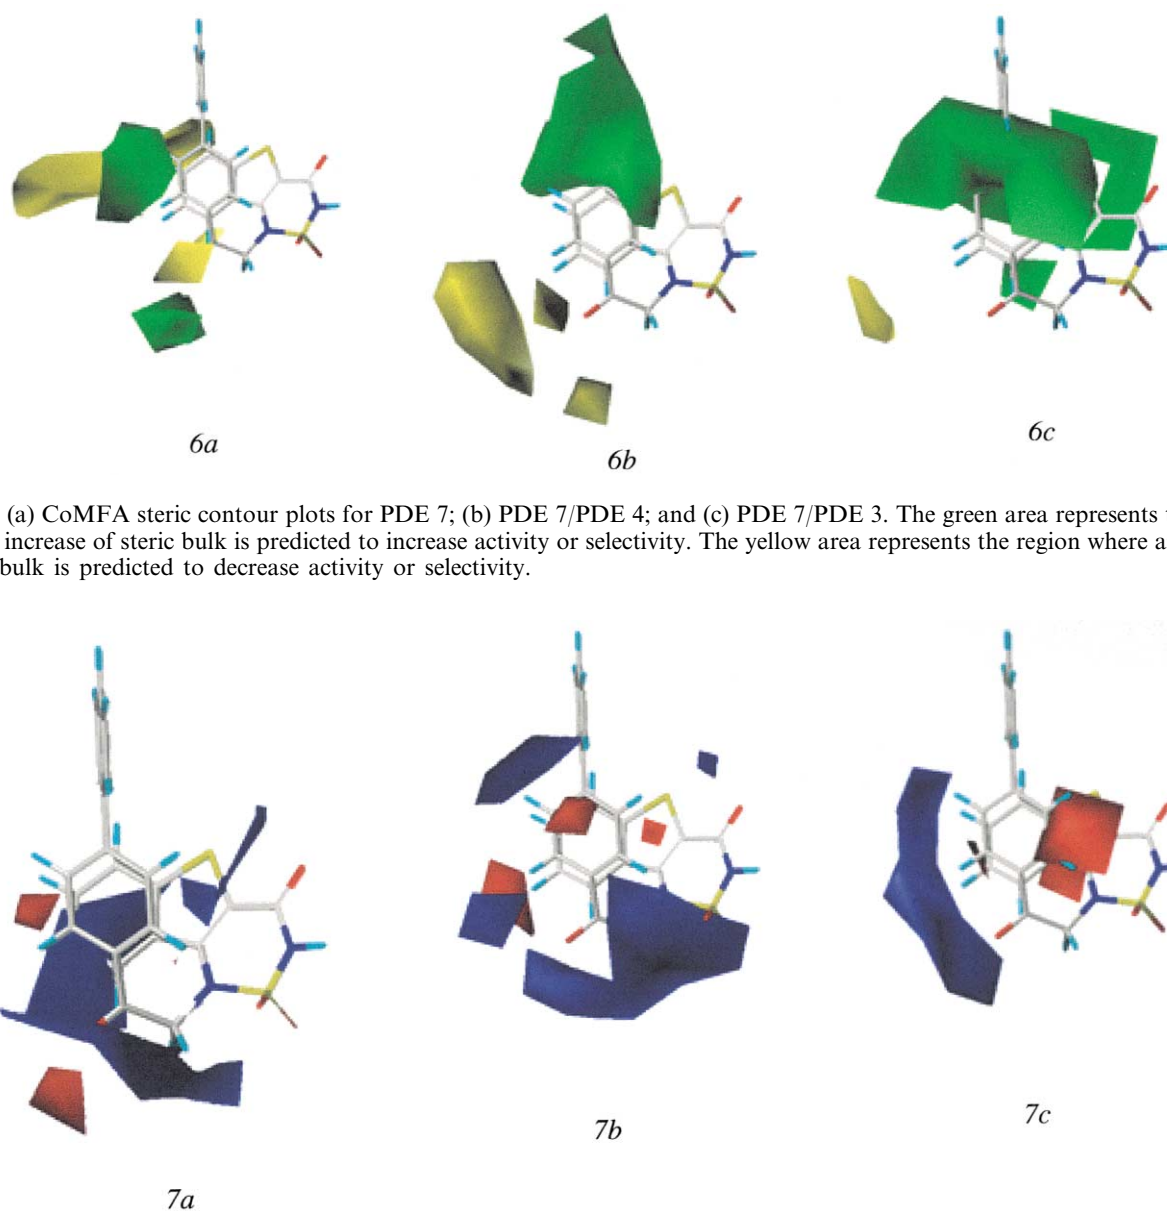 6a
6b
6c
(a) CoMFA steric contour plots for PDE 7; (b) PDE 7/PDE 4; and (c) PDE 7/PDE 3. The green area represents
increase of steric bulk is predicted to increase activity or selectivity. The yellow area represents the region where a
bulk is predicted to decrease activity or selectivity.
7a
7b
7c